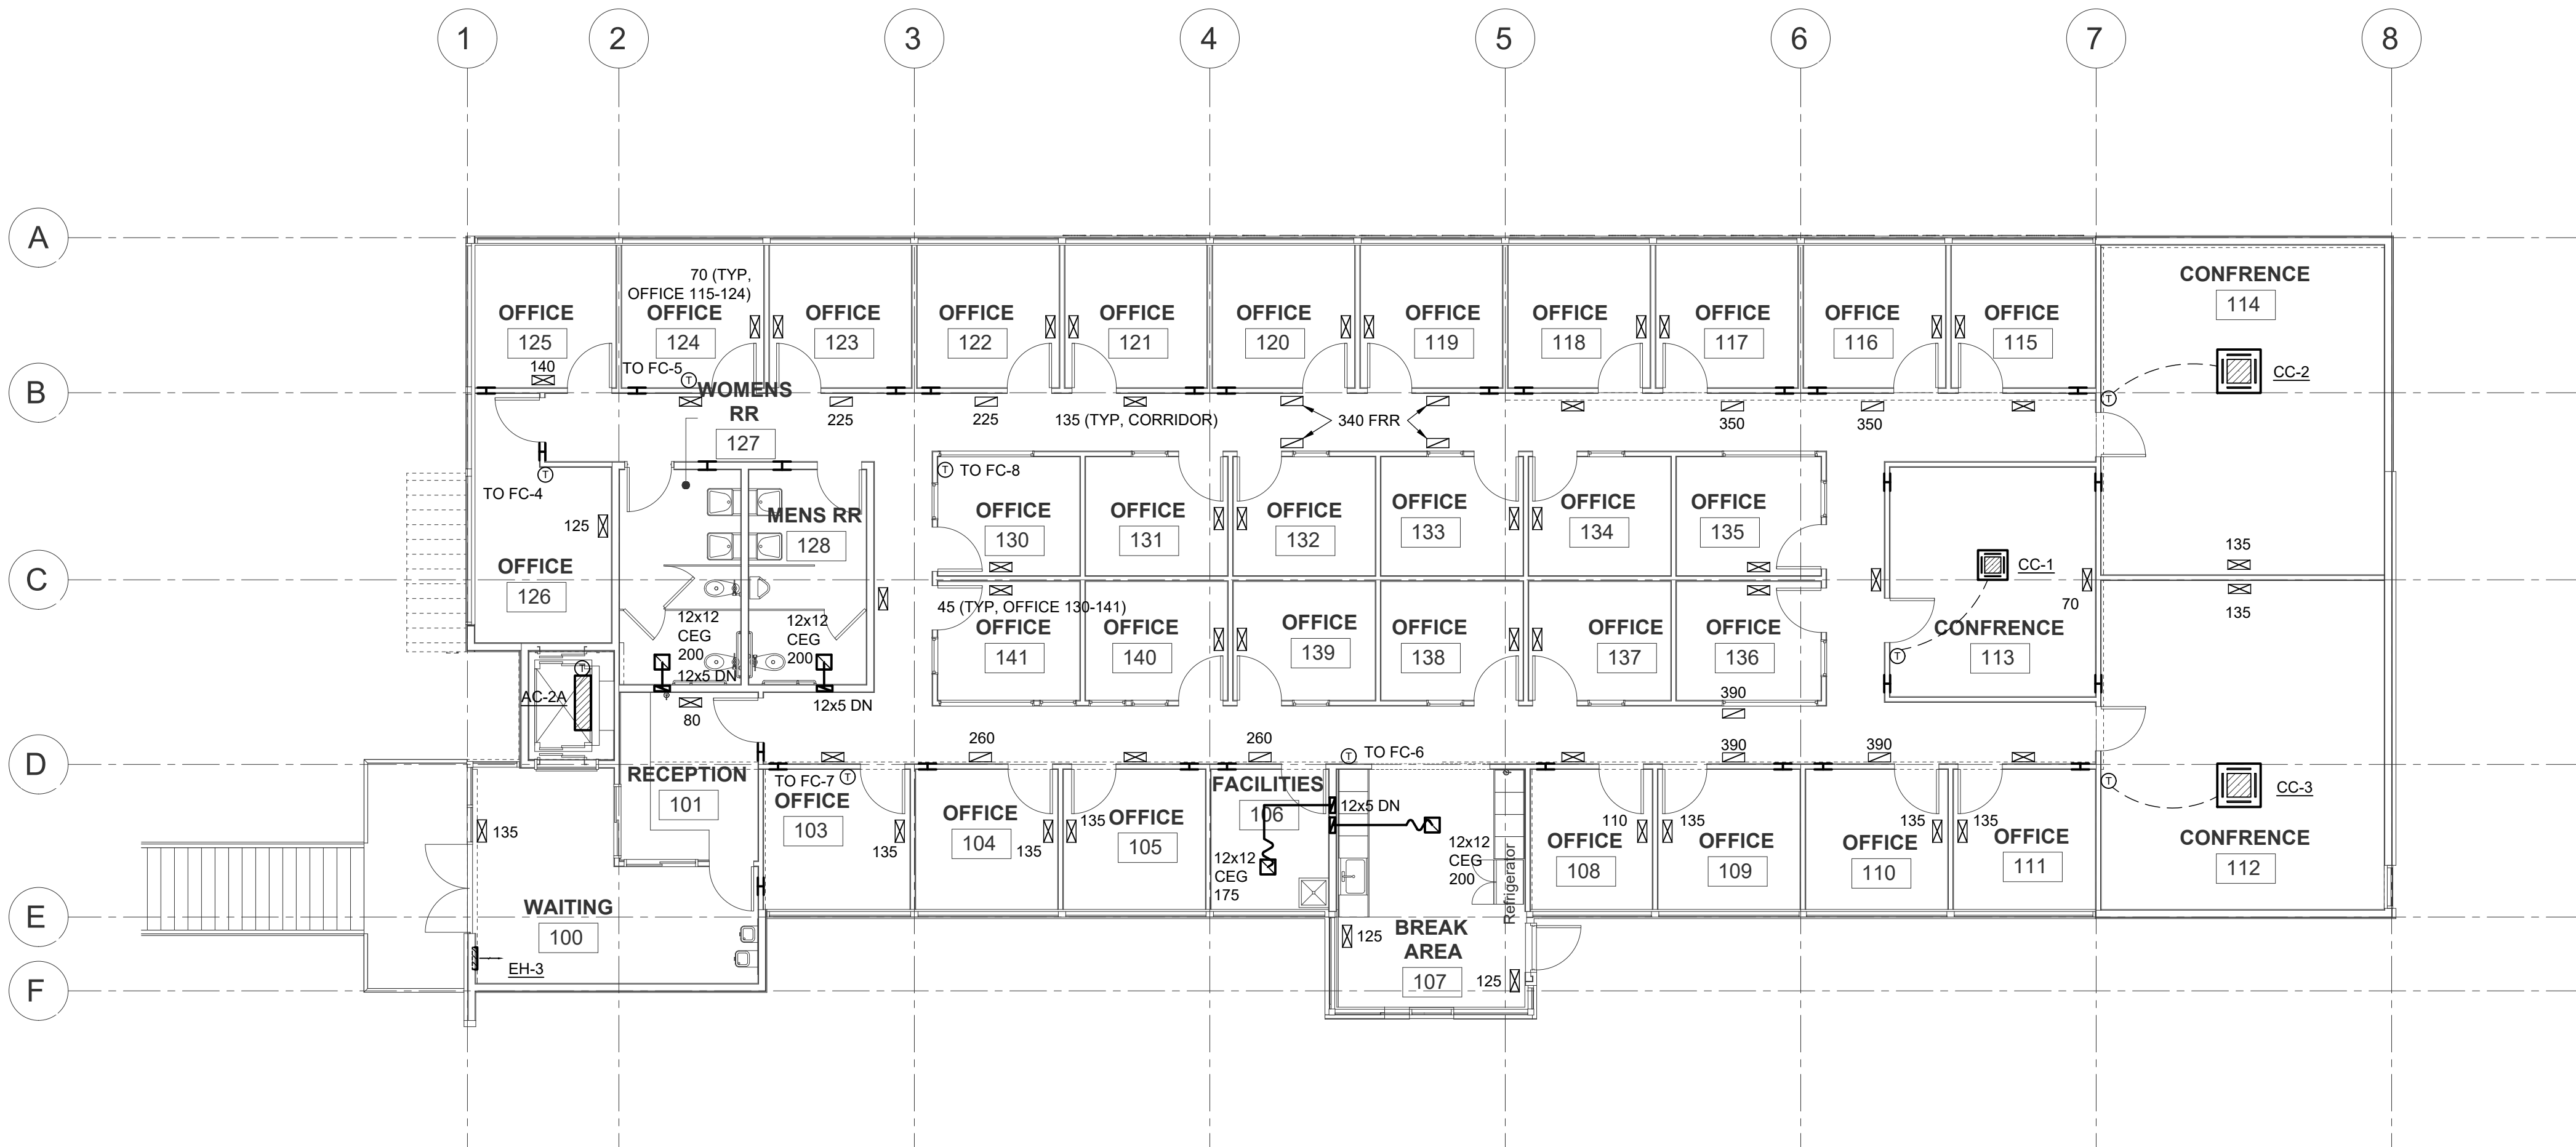 1 2 3 4 5 6 7 8
A
CONFRENCE
114
70 (TYP,
OFFICE 115-124)
OFFICE
125
OFFICE
124
OFFICE
123
OFFICE
122
OFFICE
121
OFFICE
120
OFFICE
119
OFFICE
118
OFFICE
117
OFFICE
116
OFFICE
115
140
TO FC-5
T
CC-2
B
T
WOMENS
RR
127
225
225
135 (TYP, CORRIDOR)
340 FRR
350
350
T
TO FC-4
T
TO FC-8
125
MENS RR
128
OFFICE
130
OFFICE
131
OFFICE
132
OFFICE
133
OFFICE
134
OFFICE
135
OFFICE
126
C
CC-1
135
135
70
45 (TYP, OFFICE 130-141)
12x12
CEG
200
12x5 DN
12x12
CEG
200
12x5 DN
OFFICE
141
OFFICE
140
OFFICE
139
OFFICE
138
OFFICE
137
OFFICE
136
CONFRENCE
113
T
T
AC-2A
80
390
D
260
260
T
TO FC-6
390
390
RECEPTION
101
TO FC-7
T
OFFICE
103
135
OFFICE
104
135
135
OFFICE
105
FACILITIES
106
12x5 DN
12x12
CEG
175
12x12
CEG
200
Refrigerator
110
OFFICE
108
135
OFFICE
109
135
OFFICE
110
135
OFFICE
111
T
CC-3
CONFRENCE
112
135
E
WAITING
100
EH-3
BREAK
AREA
107
125
125
F